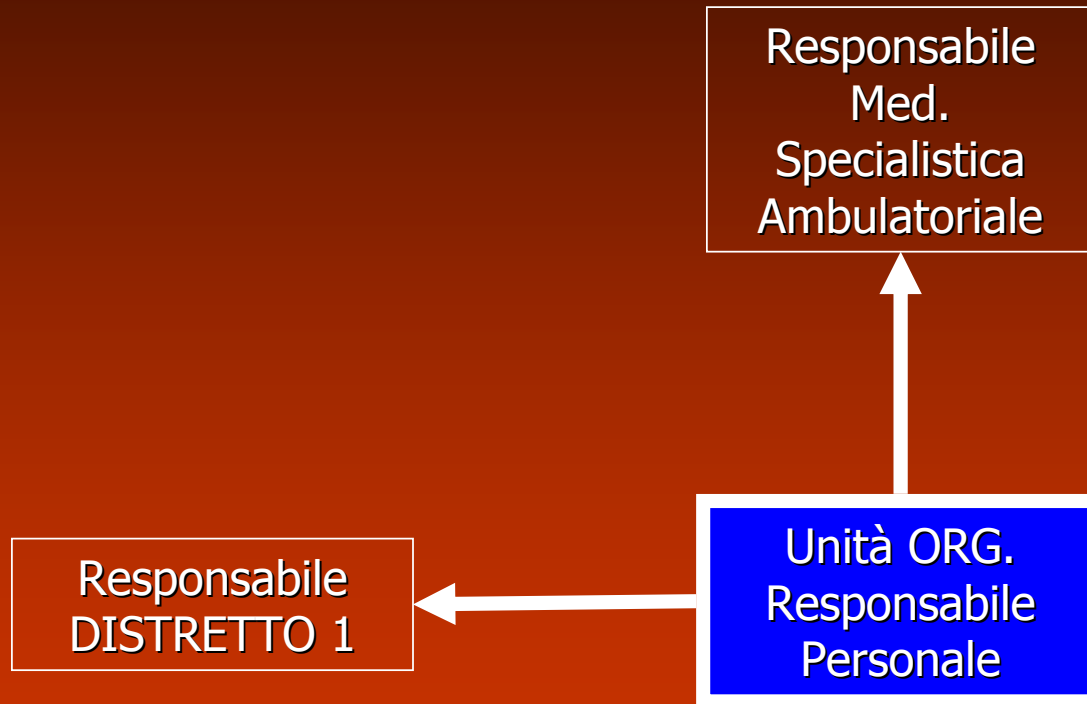 Responsabile
Med.
Specialistica
Ambulatoriale
Responsabile
DISTRETTO 1
Unità ORG.
Responsabile
Personale